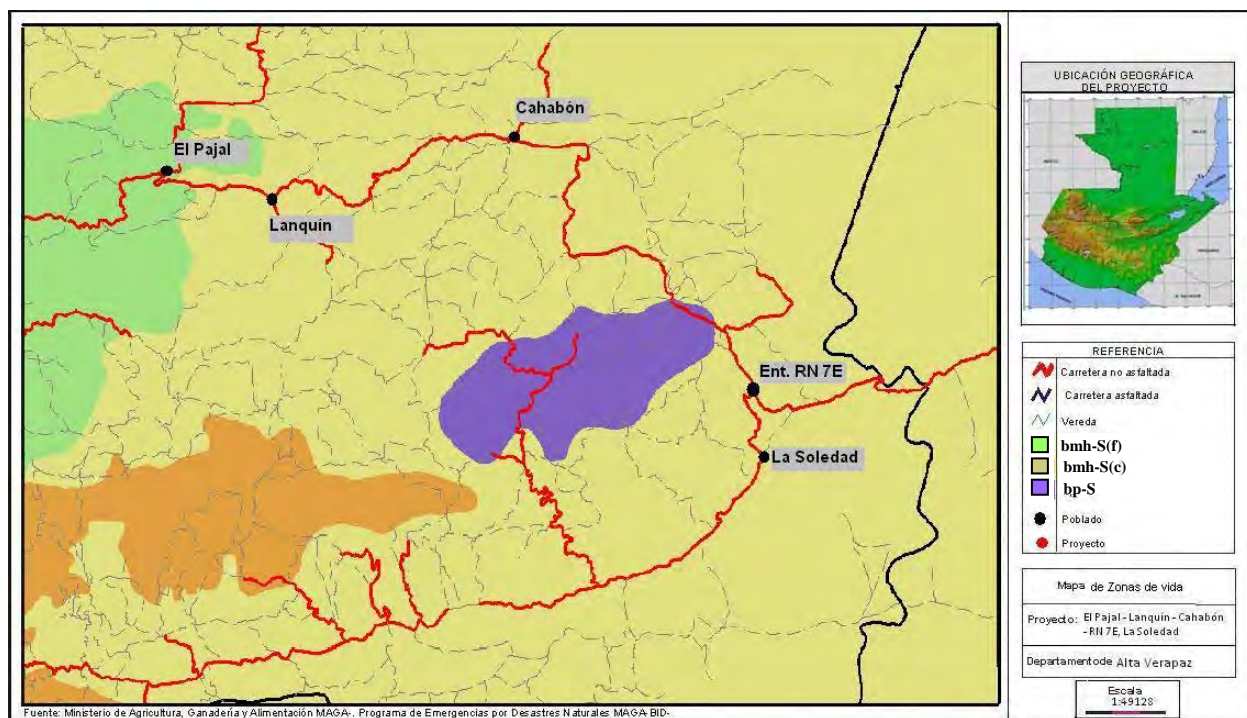 Cahabón
El Pajal
Lanquín
Ent. RN 7E
La Soledad
Fuente: Ministerio de Agricultura, Ganadería y Alimentación MAGA-. Programa de Emergencias por Desastres Naturales MAGA-BID-
UBICACIÓN GEOGRÁFICA
DEL PROYECTO
REFERENCIA
Carretera no asfaltada
Carretera asfaltada
Vereda
bmh-S(f)
bmh-S(c)
bp-S
Poblado
Proyecto
Mapa de Zonas de vida
Proyecto: El Pajal - Lanquín - Cahabón
- RN 7E, La Soledad
Departamento de Alta Verapaz
Escala
1:49128